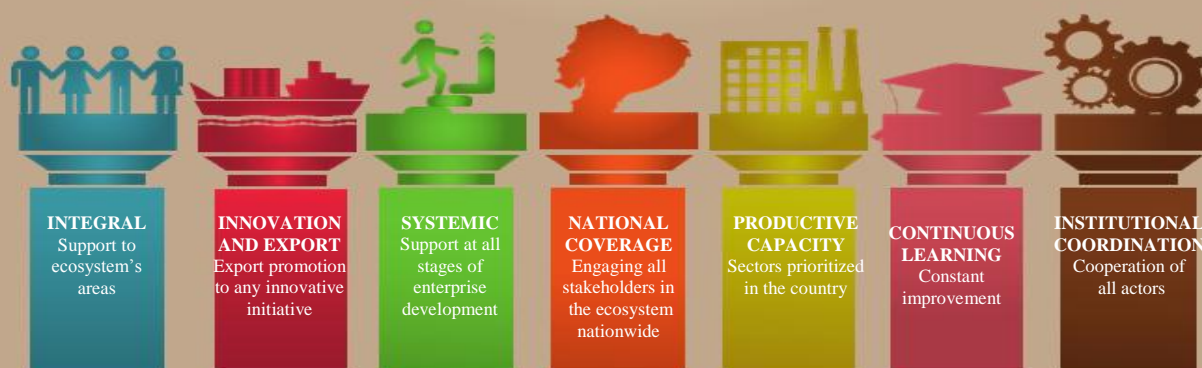 INTEGRAL
Support to
ecosystem's
areas
INNOVATION
AND EXPORT
Export promotion
to any innovative
initiative
SYSTEMIC
Support at all
stages of
enterprise
development
NATIONAL
COVERAGE
Engaging all
stakeholders in
the ecosystem
nationwide
PRODUCTIVE
CAPACITY
Sectors prioritized
in the country
CONTINUOUS
LEARNING
Constant
improvement
INSTITUTIONAL
COORDINATION
Cooperation of
all actors